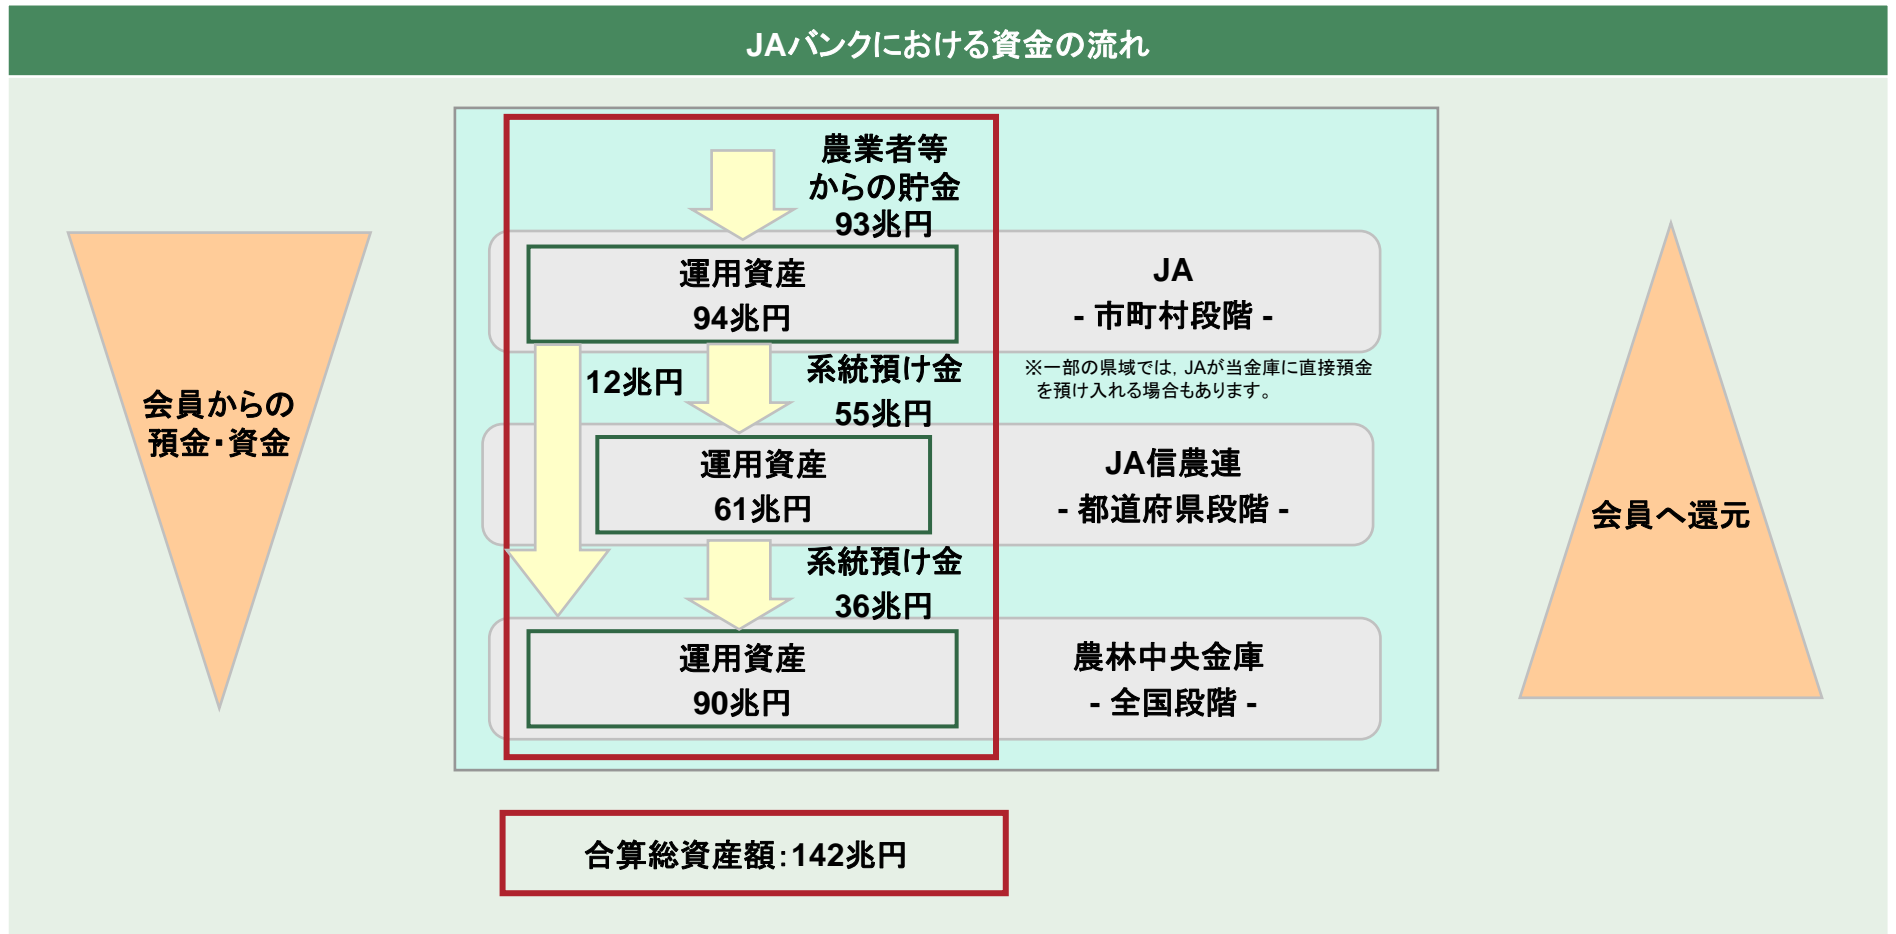 JAバンクにおける資金の流れ
農業者等
からの貯金
93兆円
運用資産
94兆円
JA
- 市町村段階 -
12兆円
系統預け金
55兆円
※一部の県域では, JAが当金庫に直接預金
を預け入れる場合もあります。
会員からの
預金・資金
運用資産
61兆円
JA信農連
- 都道府県段階 -
会員へ還元
系統預け金
36兆円
運用資産
90兆円
農林中央金庫
- 全国段階 -
合算総資産額：142兆円